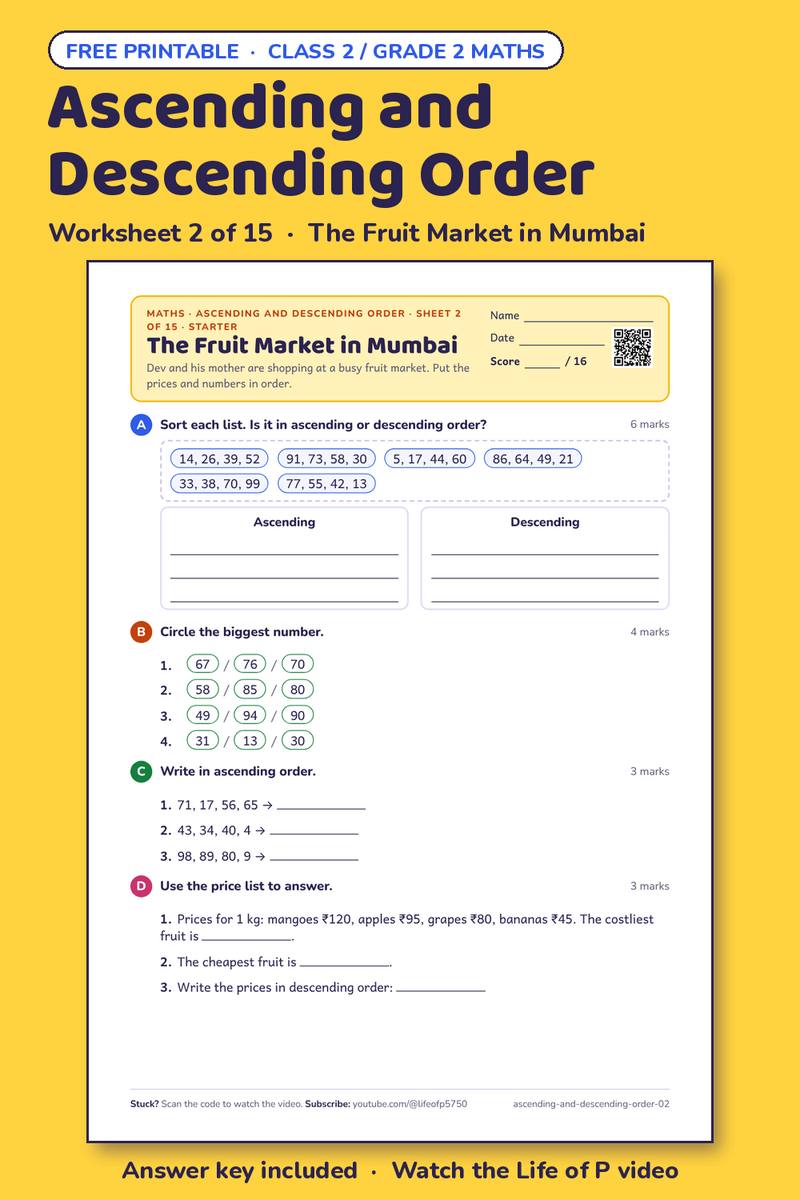 FREE PRINTABLE · CLASS 2 / GRADE 2 MATHS
Ascending and
Descending Order
Worksheet 2 of 15 · The Fruit Market in Mumbai
MATHS · ASCENDING AND DESCENDING ORDER · SHEET 2
OF 15 · STARTER
The Fruit Market in Mumbai
Dev and his mother are shopping at a busy fruit market. Put the
prices and numbers in order.
Name ____________
Date ____________
Score ______ / 16
A Sort each list. Is it in ascending or descending order? 6 marks
14, 26, 39, 52 91, 73, 58, 30 5, 17, 44, 60 86, 64, 49, 21
33, 38, 70, 99 77, 55, 42, 13
Ascending Descending
B Circle the biggest number. 4 marks
1. 67 / 76 / 70
2. 58 / 85 / 80
3. 49 / 94 / 90
4. 31 / 13 / 30
C Write in ascending order. 3 marks
1. 71, 17, 56, 65 → ____________
2. 43, 34, 40, 4 → ____________
3. 98, 89, 80, 9 → ____________
D Use the price list to answer. 3 marks
1. Prices for 1 kg: mangoes ₹120, apples ₹95, grapes ₹80, bananas ₹45. The costliest
fruit is ____________.
2. The cheapest fruit is ____________.
3. Write the prices in descending order: ____________
Stuck? Scan the code to watch the video. Subscribe: youtube.com/@lifeofp5750 ascending-and-descending-order-02
Answer key included · Watch the Life of P video